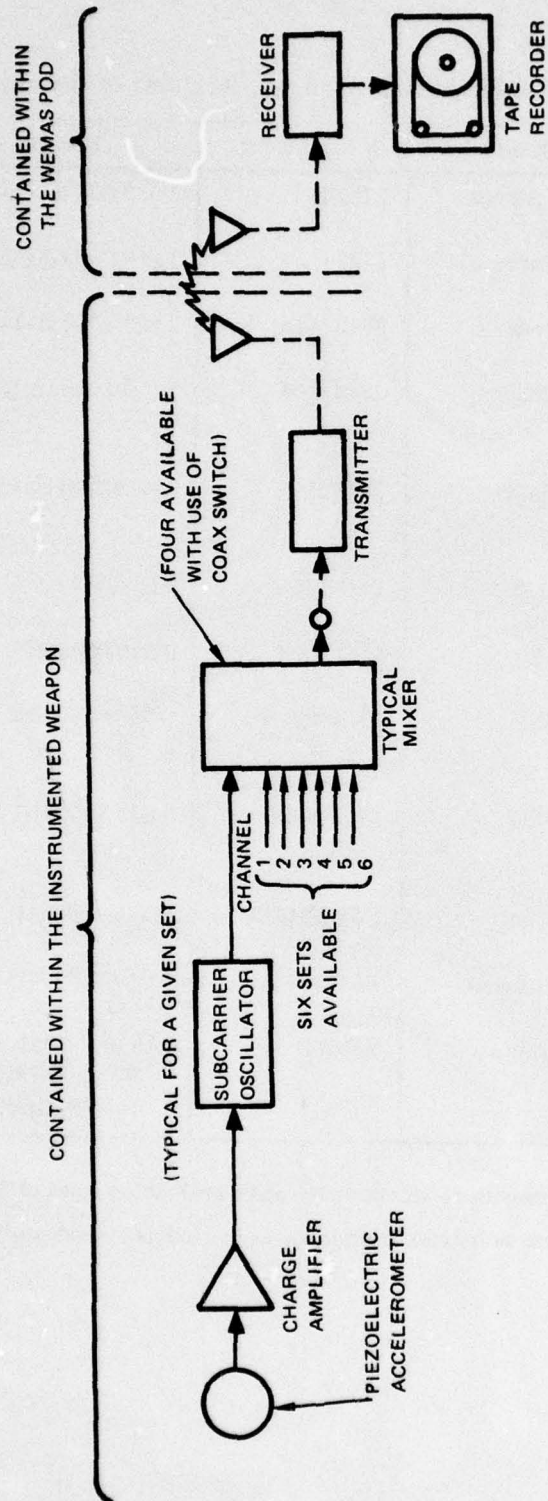 CONTAINED WITHIN THE INSTRUMENTED WEAPON
CONTAINED WITHIN
THE WEMAS POD
PIEZOELECTRIC
ACCELEROMETER
CHARGE
AMPLIFIER
(TYPICAL FOR A GIVEN SET)
SUBCARRIER
OSCILLATOR
CHANNEL
1
2
3
4
5
6
SIX SETS
AVAILABLE
TYPICAL
MIXER
(FOUR AVAILABLE
WITH USE OF
COAX SWITCH)
TRANSMITTER
RECEIVER
TAPE
RECORDER